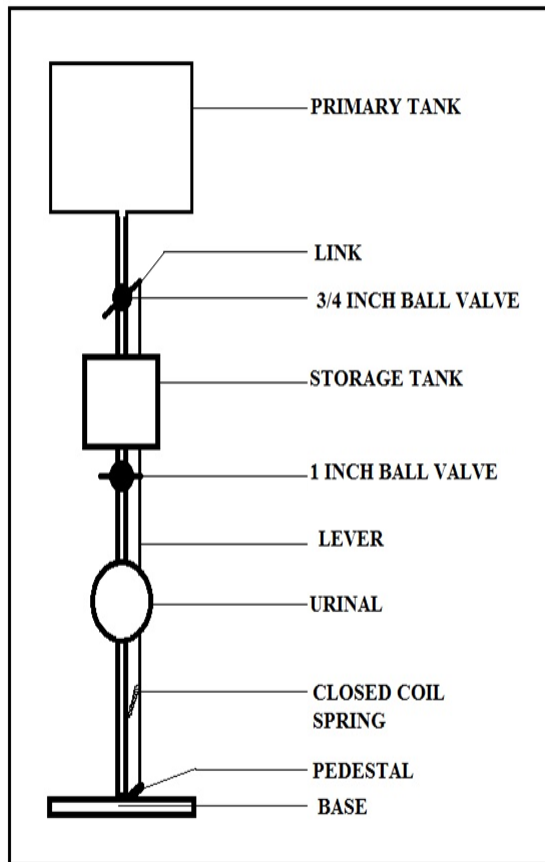 PRIMARY TANK
LINK
3/4 INCH BALL VALVE
STORAGE TANK
1 INCH BALL VALVE
LEVER
URINAL
CLOSED COIL
SPRING
PEDESTAL
BASE